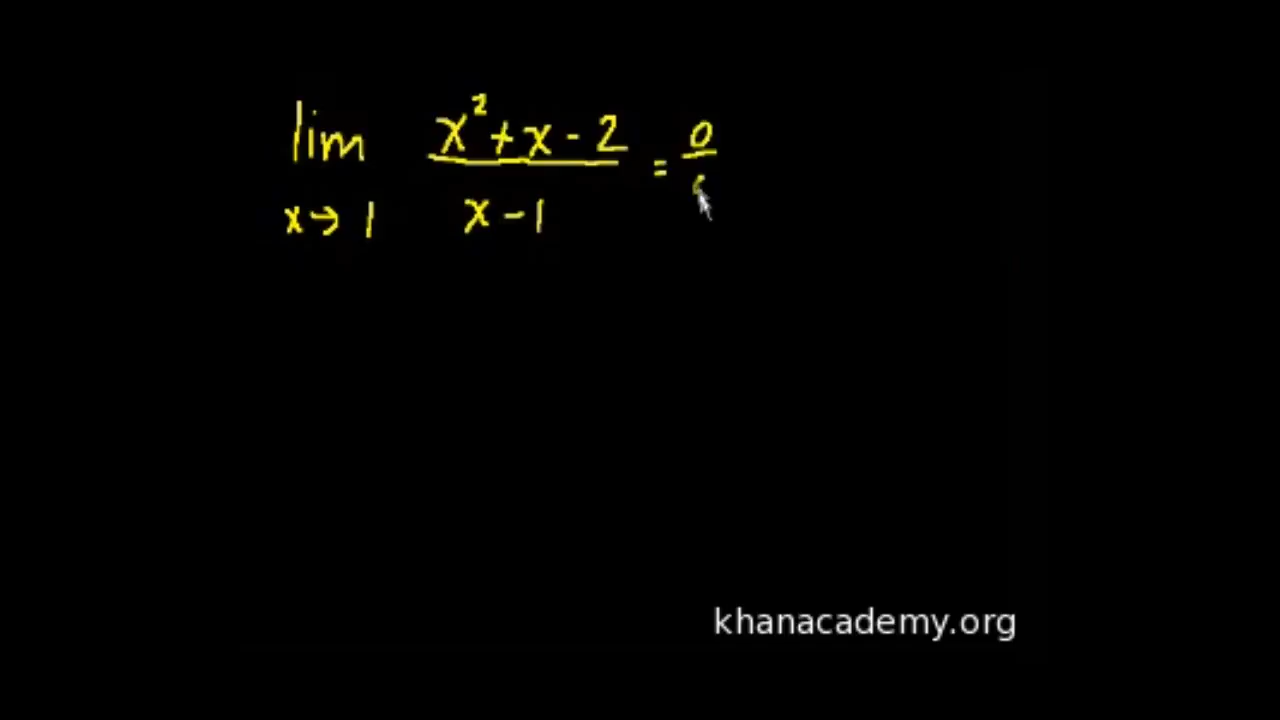 lim x²+x-2 = 0
x→1 x-1
khanacademy.org